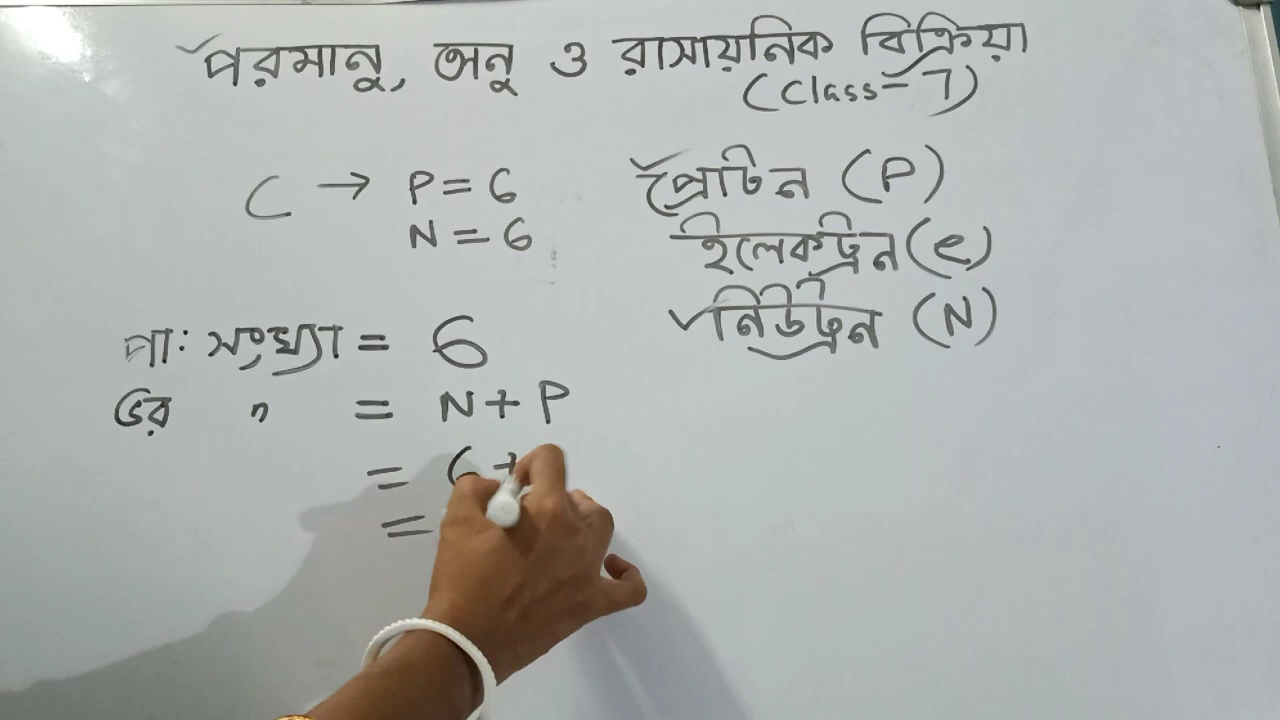 পরমানু, অনু ও রাসায়নিক বিক্রিয়া
(Class-7)
C → P = 6
N = 6
প্রোটন (P)
ইলেকট্রন (e)
নিউট্রন (N)
পা: সংখ্যা = 6
ভর " = N + P
= 6 +
=